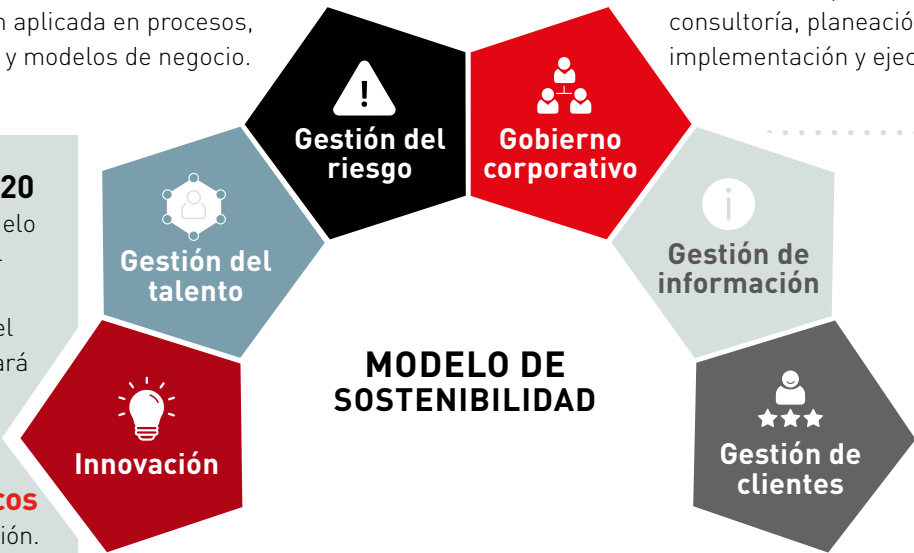 aplicada en procesos,
y modelos de negocio.
consultoría, planeació
implementación y ejec
20
elo
el
ará
cos
ión.
Gestión del
riesgo
Gobierno
corporativo
Gestión del
talento
Gestión de
información
Innovación
MODELO DE
SOSTENIBILIDAD
Gestión de
clientes